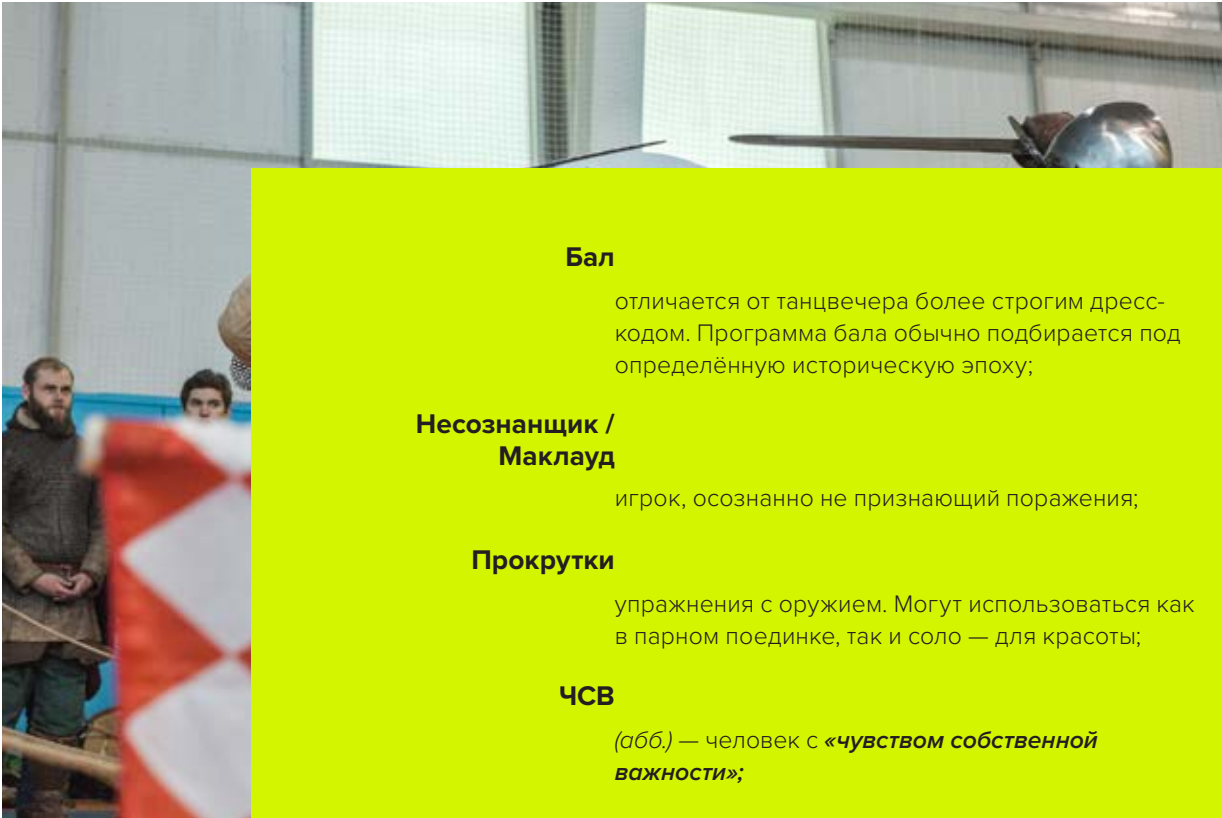 Бал
отличается от танцвечера более строгим дресс-
кодом. Программа бала обычно подбирается под
определённую историческую эпоху;
Несознанщик /
Маклауд
игрок, осознанно не признающий поражения;
Прокрутки
упражнения с оружием. Могут использоваться как
в парном поединке, так и соло — для красоты;
ЧСВ
(абб.) — человек с «чувством собственной
важности»;